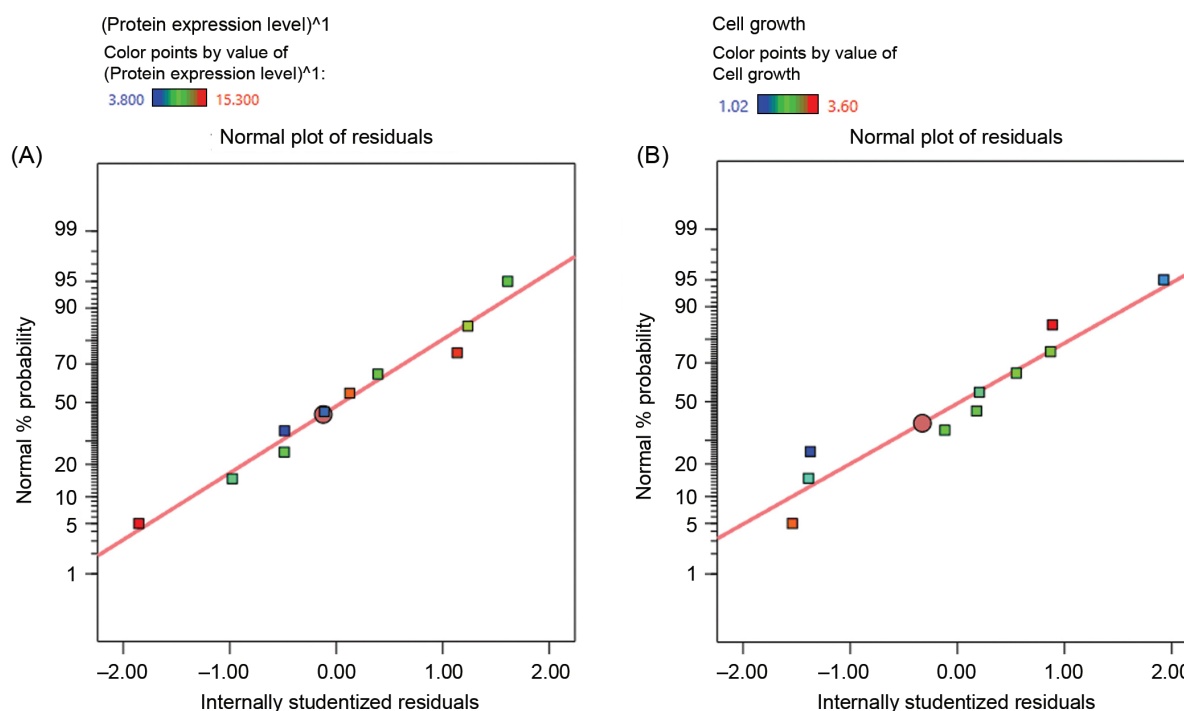 (Protein expression level)^1
Color points by value of
(Protein expression level)^1:
3.800 15.300
Normal plot of residuals
(A)
99
95
90
70
50
20
10
5
1
Normal % probability
–2.00 –1.00 0.00 1.00 2.00
Internally studentized residuals
Cell growth
Color points by value of
Cell growth
1.02 3.60
Normal plot of residuals
(B)
99
95
90
70
50
20
10
5
1
Normal % probability
–2.00 –1.00 0.00 1.00 2.00
Internally studentized residuals